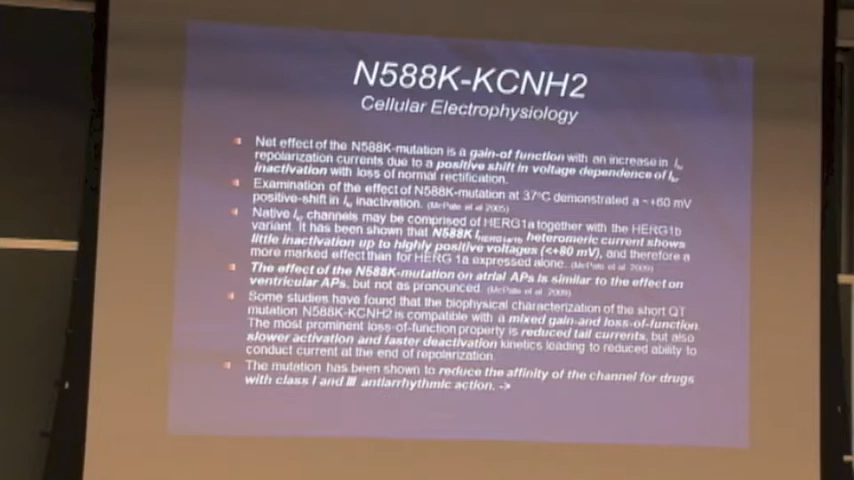 N588K-KCNH2
Cellular Electrophysiology
Net effect of the N588K-mutation is a gain-of function with an increase in IKr
repolarization currents due to a positive shift in voltage dependence of IKr
inactivation with loss of normal rectification.
Examination of the effect of N588K-mutation at 37°C demonstrated a ~+60 mV
positive-shift in IKr inactivation. (McPate et al 2005)
Native IKr channels may be comprised of HERG1a together with the HERG1b
variant. It has been shown that N588K IHERG1a/1b heteromeric current shows
little inactivation up to highly positive voltages (<+80 mV), and therefore a
more marked effect than for HERG 1a expressed alone. (McPate et al. 2009)
The effect of the N588K-mutation on atrial APs is similar to the effect on
ventricular APs, but not as pronounced. (McPate et al. 2009)
Some studies have found that the biophysical characterization of the short QT
mutation N588K-KCNH2 is compatible with a mixed gain-and loss-of-function.
The most prominent loss-of-function property is reduced tail currents, but also
slower activation and faster deactivation kinetics leading to reduced ability to
conduct current at the end of repolarization.
The mutation has been shown to reduce the affinity of the channel for drugs
with class I and III antiarrhythmic action. ->